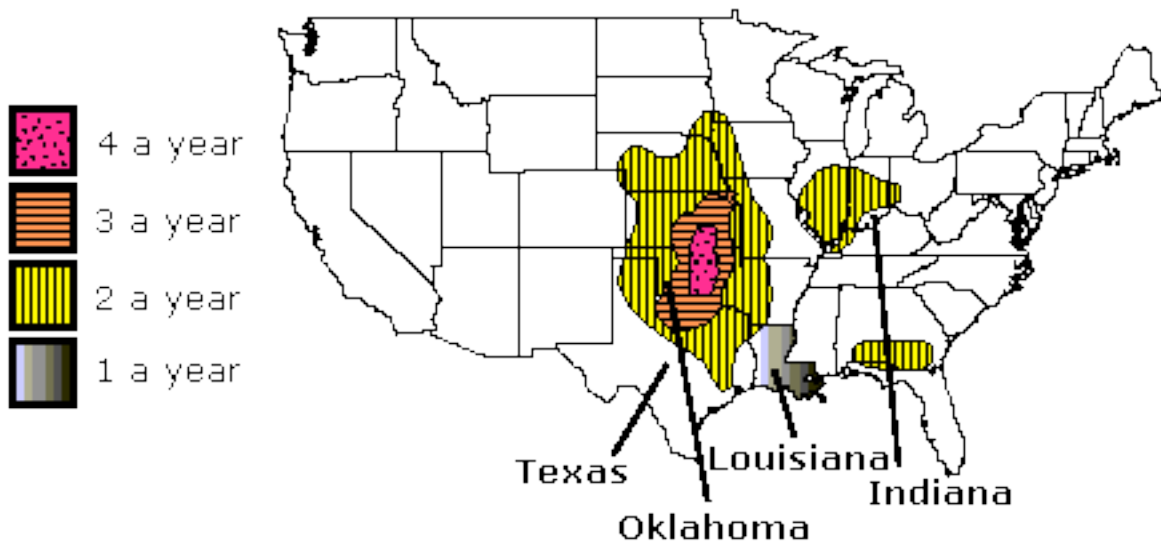 4 a year
3 a year
2 a year
1 a year
Texas
Louisiana
Indiana
Oklahoma